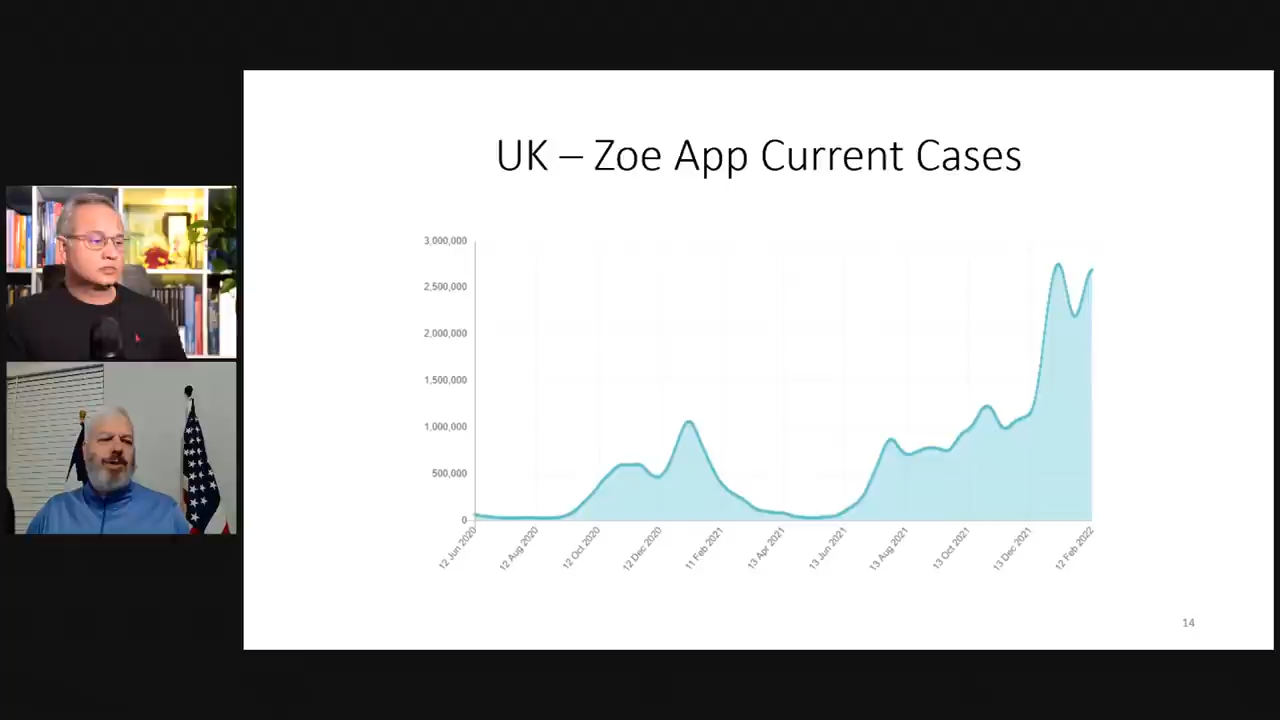 UK – Zoe App Current Cases
3,000,000
2,500,000
2,000,000
1,500,000
1,000,000
500,000
0
12 Jun 2020
12 Aug 2020
12 Oct 2020
12 Dec 2020
11 Feb 2021
13 Apr 2021
13 Jun 2021
13 Aug 2021
13 Oct 2021
13 Dec 2021
12 Feb 2022
14